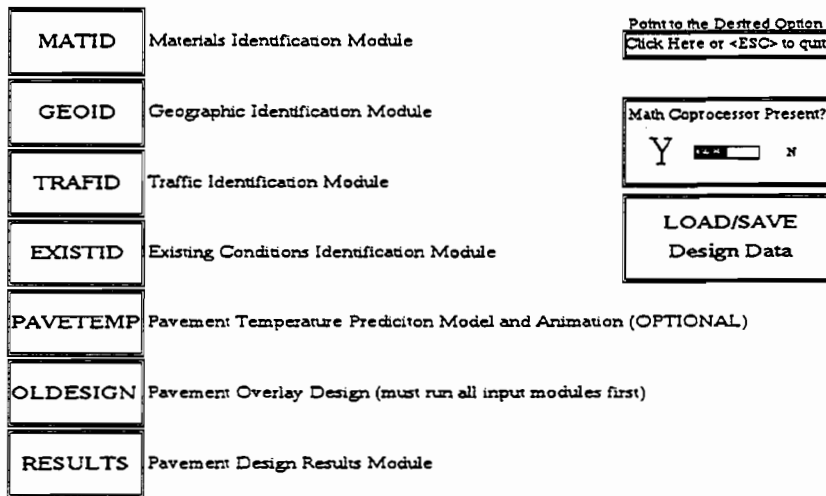 MATID Materials Identification Module
GEOID Geographic Identification Module
TRAFID Traffic Identification Module
EXISTID Existing Conditions Identification Module
PAVETEMP Pavement Temperature Prediciton Model and Animation (OPTIONAL)
OLDESIGN Pavement Overlay Design (must run all input modules first)
RESULTS Pavement Design Results Module
Point to the Desired Option
Click Here or <ESC> to quit
Math Coprocessor Present?
Y N
LOAD/SAVE
Design Data